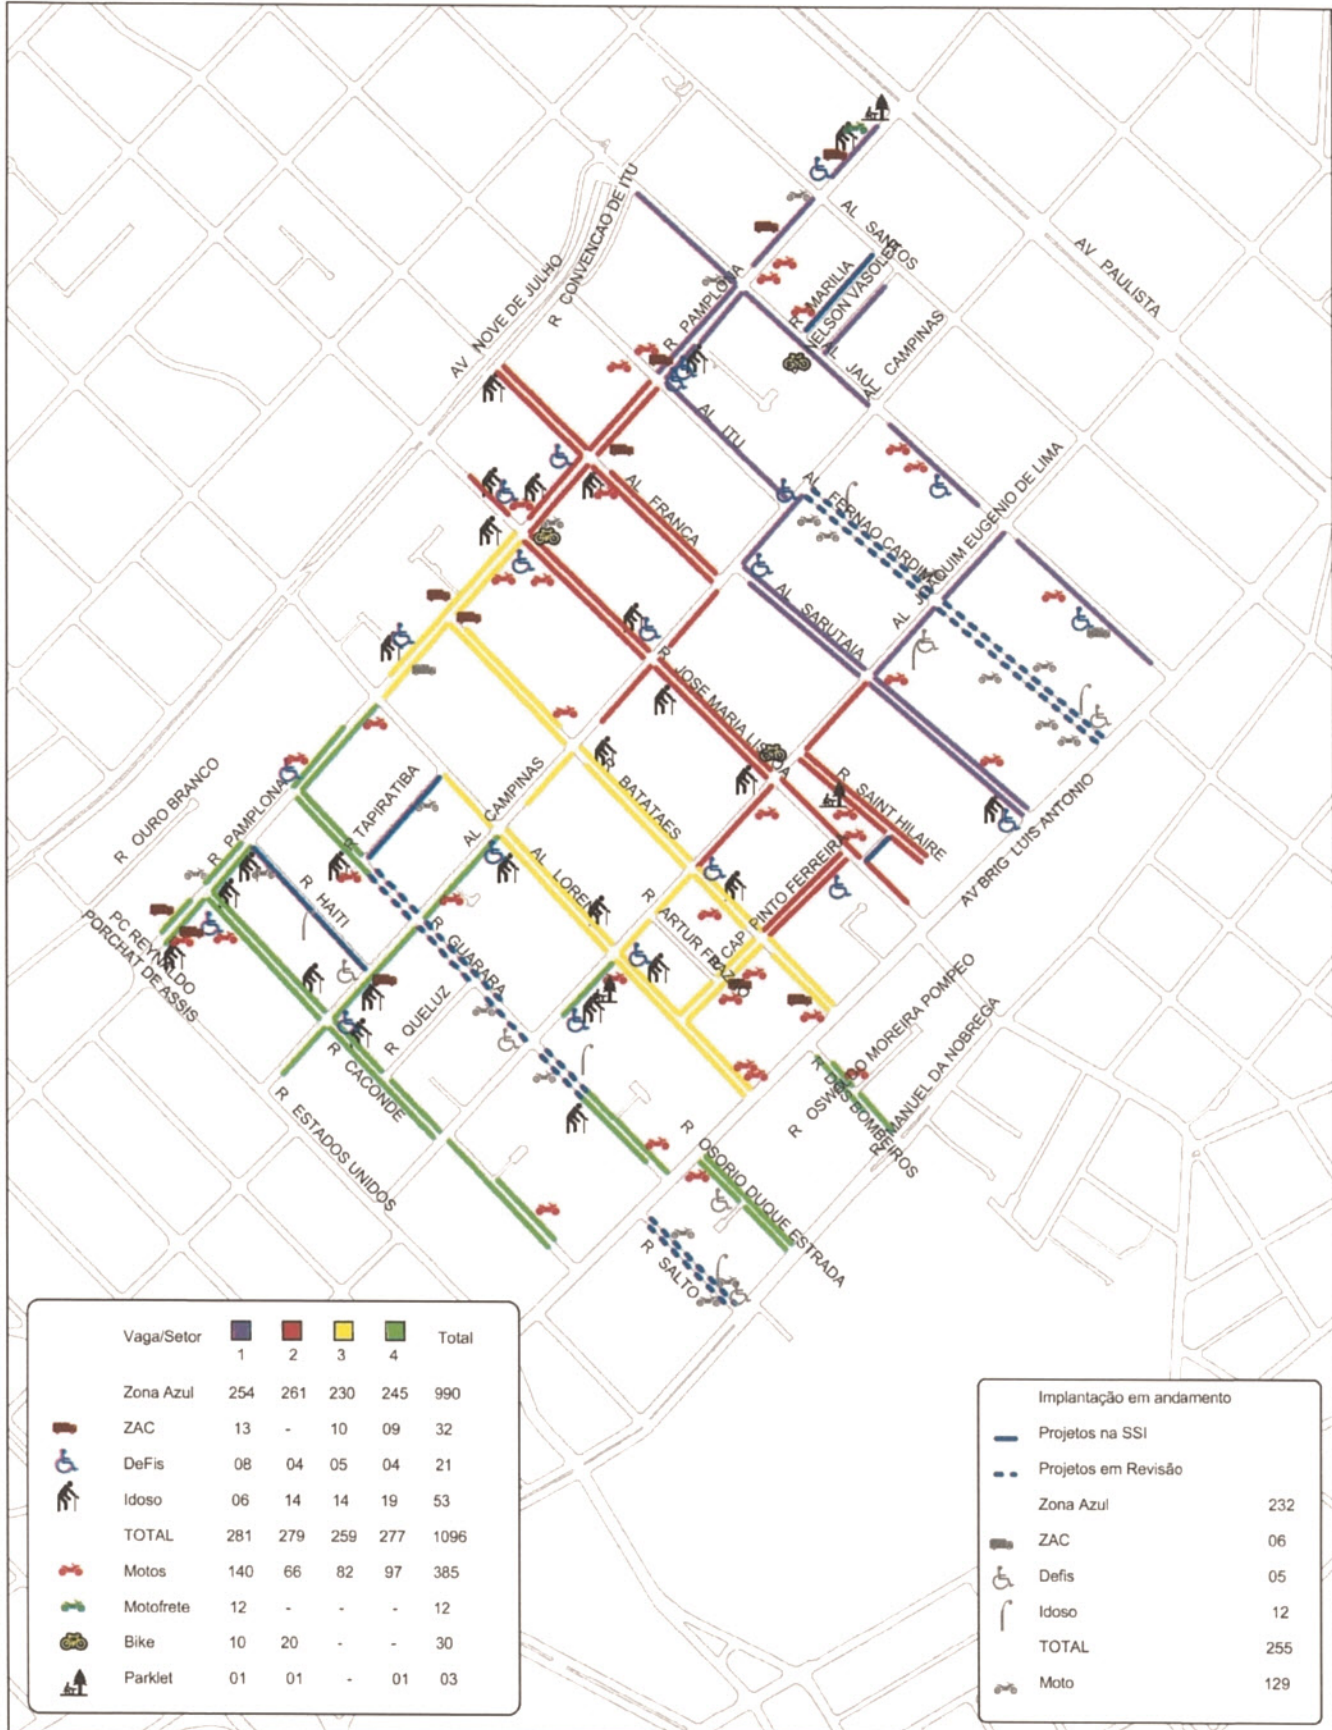 AV PAULISTA
AL SANTOS
R CONVENCAO DE ITU
AV NOVE DE JULHO
R PAMPLONA
R MARILIA
AL JAU
AL CAMPINAS
AL ITU
AL FRANCA
AL FERNAO CARDIM
AL JOAQUIM EUGENIO DE LIMA
AL SARUTAIA
R JOSE MARIA LISBOA
R SAINT HILAIRE
AV BRIG LUIS ANTONIO
R BATATAES
AL CAMPINAS
R TAPIRATIBA
R OURO BRANCO
R PAMPLONA
R HAITI
AL LORENA
R ARTUR FRAZAO
R CAP PINTO FERREIRA
R GUARARA
PC REYNALDO
PORCHAT DE ASSIS
R QUELUZ
R CACONDE
R ESTADOS UNIDOS
R OSWALDO MOREIRA POMPEO
R MANUEL DA NOBREGA
R DOS BOMBEIROS
R OSORIO DUQUE ESTRADA
R SALTO
Vaga/Setor 1 2 3 4 Total
Zona Azul 254 261 230 245 990
ZAC 13 - 10 09 32
DeFis 08 04 05 04 21
Idoso 06 14 14 19 53
TOTAL 281 279 259 277 1096
Motos 140 66 82 97 385
Motofrete 12 - - - 12
Bike 10 20 - - 30
Parklet 01 01 - 01 03
Implantação em andamento
Projetos na SSI
Projetos em Revisão
Zona Azul 232
ZAC 06
Defis 05
Idoso 12
TOTAL 255
Moto 129